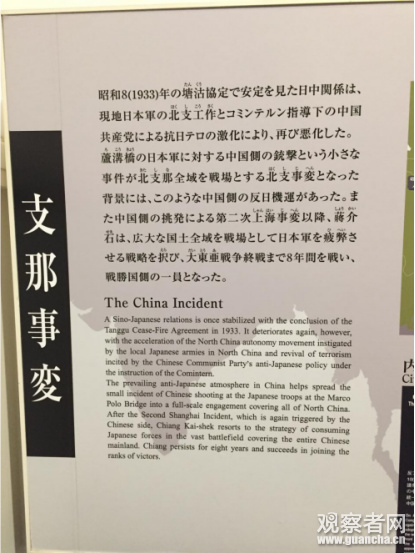 支那事変
昭和8(1933)年の塘沽協定で安定を見た日中関係は、
現地日本軍の北支工作とコミンテルン指導下の中国
共産党による抗日テロの激化により、再び悪化した。
蘆溝橋の日本軍に対する中国側の銃撃という小さな
事件が北支那全域を戦場とする北支事変となった
背景には、このような中国側の反日機運があった。ま
た中国側の挑発による第二次上海事変以降、蔣介
石は、広大な国土全域を戦場として日本軍を疲弊さ
せる戦略を択び、大東亜戦争終戦まで8年間を戦い、
戦勝国側の一員となった。
The China Incident
A Sino-Japanese relations is once stabilized with the conclusion of the
Tanggu Cease-Fire Agreement in 1933. It deteriorates again, however,
with the acceleration of the North China autonomy movement instigated
by the local Japanese armies in North China and revival of terrorism
incited by the Chinese Communist Party's anti-Japanese policy under
the instruction of the Comintern.
The prevailing anti-Japanese atmosphere in China helps spread the
small incident of Chinese shooting at the Japanese troops at the Marco
Polo Bridge into a full-scale engagement covering all of North China.
After the Second Shanghai Incident, which is again triggered by the
Chinese side, Chiang Kai-shek resorts to the strategy of consuming
Japanese forces in the vast battlefield covering the entire Chinese
mainland. Chiang persists for eight years and succeeds in joining the
ranks of victors.
内
Ci
观察者网
www.guancha.cn